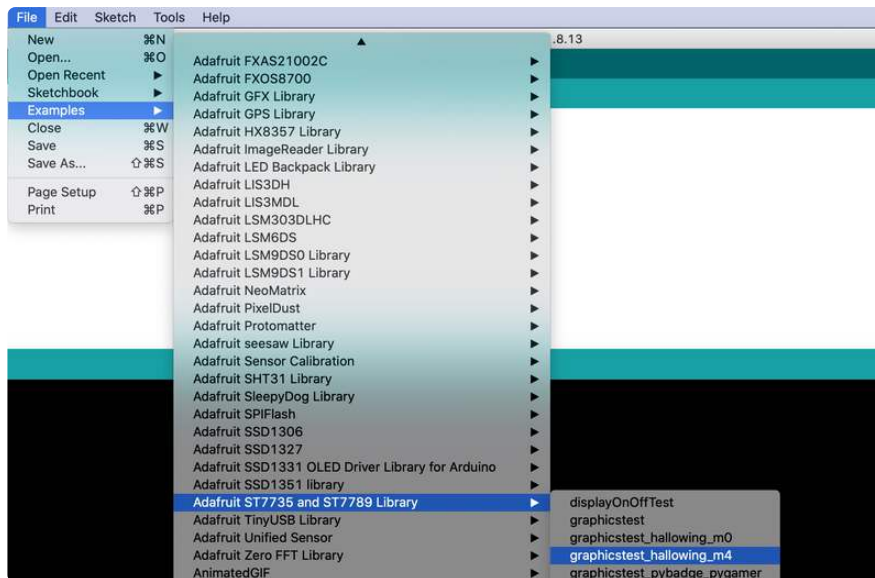 File Edit Sketch Tools Help
New ⌘N
Open... ⌘O
Open Recent ▶
Sketchbook ▶
Examples ▶
Close ⌘W
Save ⌘S
Save As... ⇧⌘S
Page Setup ⇧⌘P
Print ⌘P
.8.13
▲
Adafruit FXAS21002C ▶
Adafruit FXOS8700 ▶
Adafruit GFX Library ▶
Adafruit GPS Library ▶
Adafruit HX8357 Library ▶
Adafruit ImageReader Library ▶
Adafruit LED Backpack Library ▶
Adafruit LIS3DH ▶
Adafruit LIS3MDL ▶
Adafruit LSM303DLHC ▶
Adafruit LSM6DS ▶
Adafruit LSM9DS0 Library ▶
Adafruit LSM9DS1 Library ▶
Adafruit NeoMatrix ▶
Adafruit PixelDust ▶
Adafruit Protomatter ▶
Adafruit seesaw Library ▶
Adafruit Sensor Calibration ▶
Adafruit SHT31 Library ▶
Adafruit SleepyDog Library ▶
Adafruit SPIFlash ▶
Adafruit SSD1306 ▶
Adafruit SSD1327 ▶
Adafruit SSD1331 OLED Driver Library for Arduino ▶
Adafruit SSD1351 library ▶
Adafruit ST7735 and ST7789 Library ▶
Adafruit TinyUSB Library ▶
Adafruit Unified Sensor ▶
Adafruit Zero FFT Library ▶
AnimatedGIF ▶
displayOnOffTest
graphicstest
graphicstest_hallowing_m0
graphicstest_hallowing_m4
graphicstest_pybadge_pygamer